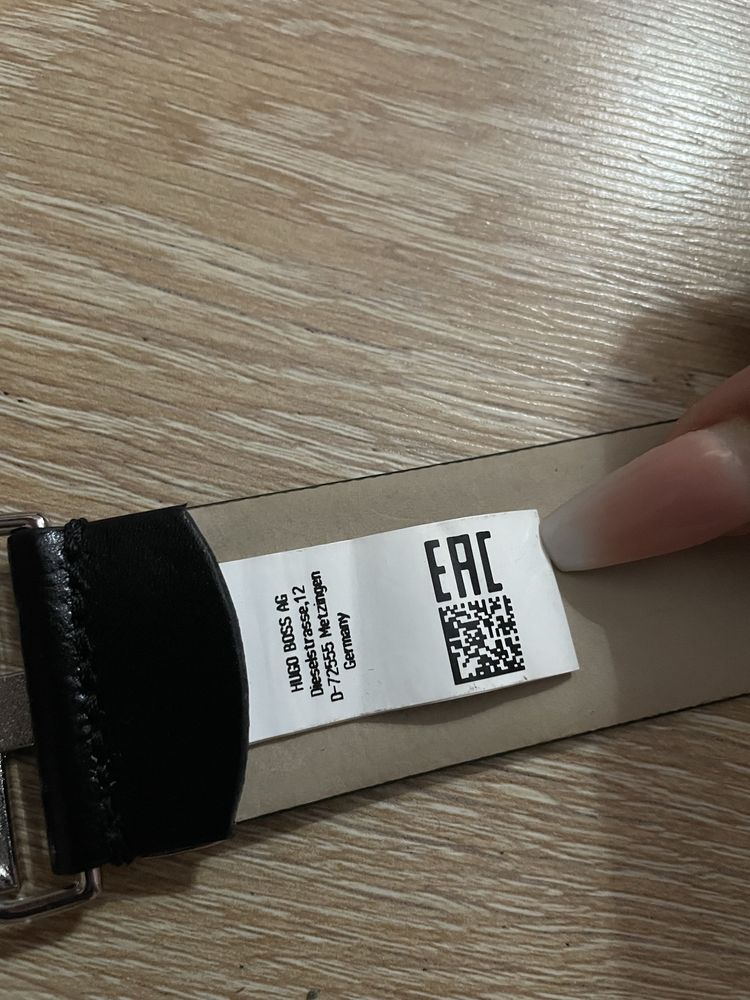 HUGO BOSS AG
Dieselstrasse,12
D-72555 Metzingen
Germany
EAC